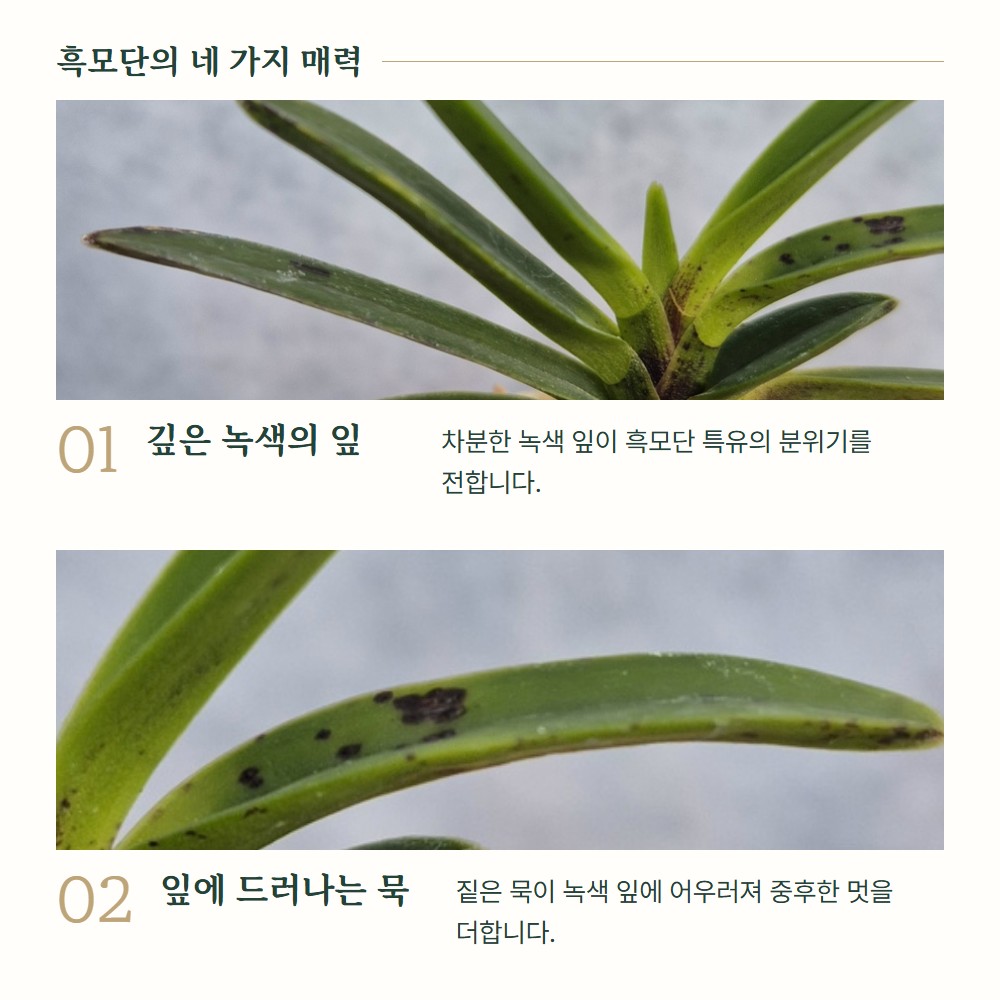 흑모단의 네 가지 매력
01 깊은 녹색의 잎
차분한 녹색 잎이 흑모단 특유의 분위기를
전합니다.
02 잎에 드러나는 묵
짙은 묵이 녹색 잎에 어우러져 중후한 멋을
더합니다.